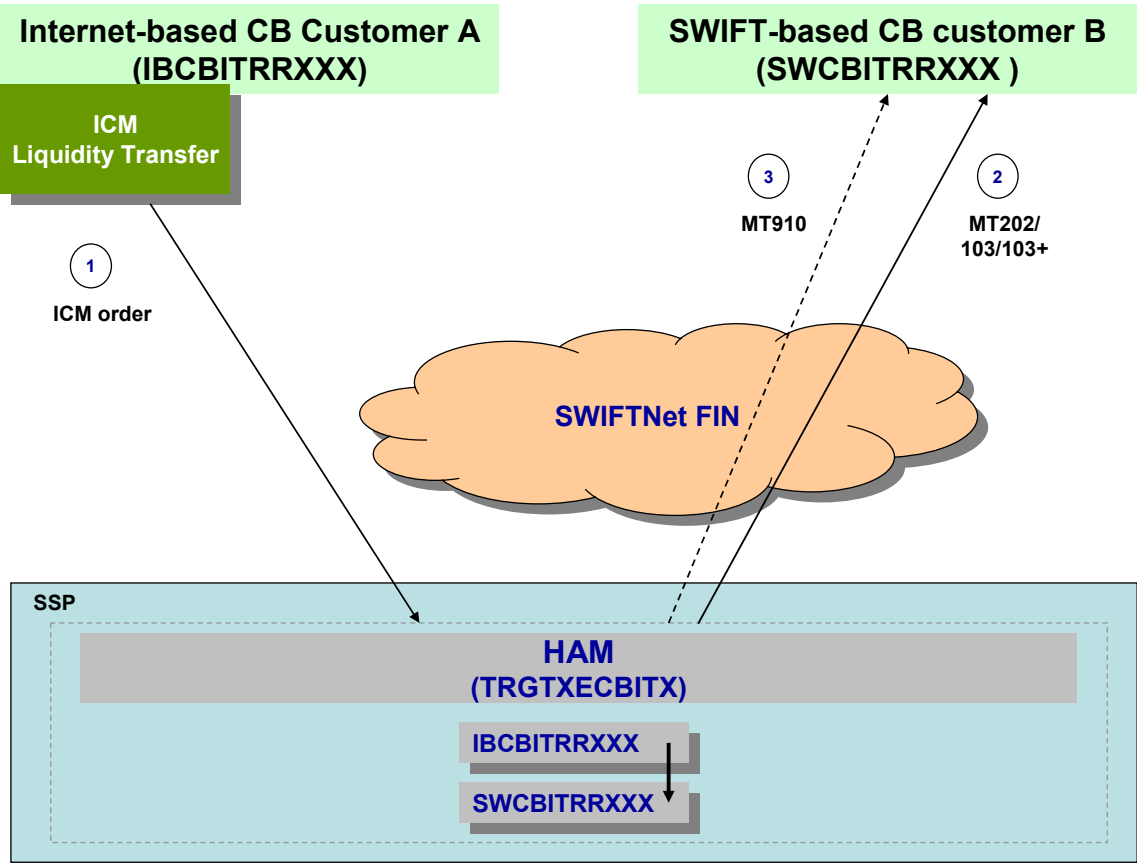 Internet-based CB Customer A
(IBCBITRRXXX)
SWIFT-based CB customer B
(SWCBITRRXXX )
ICM
Liquidity Transfer
3
2
MT910
MT202/
103/103+
1
ICM order
SWIFTNet FIN
SSP
HAM
(TRGTXECBITX)
IBCBITRRXXX
SWCBITRRXXX